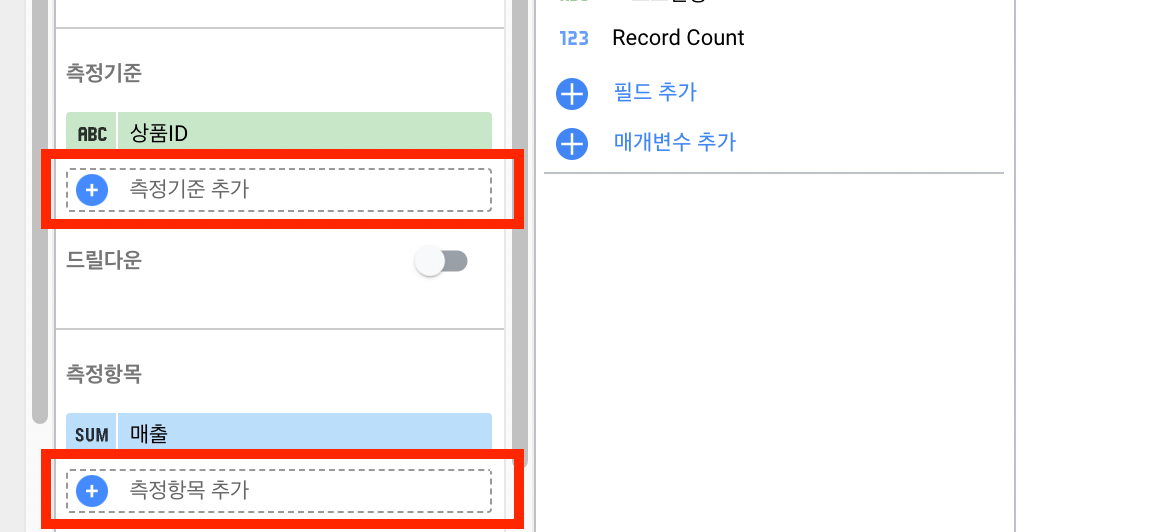 측정기준
ABC 상품ID
측정기준 추가
드릴다운
측정항목
SUM 매출
측정항목 추가
123 Record Count
필드 추가
매개변수 추가